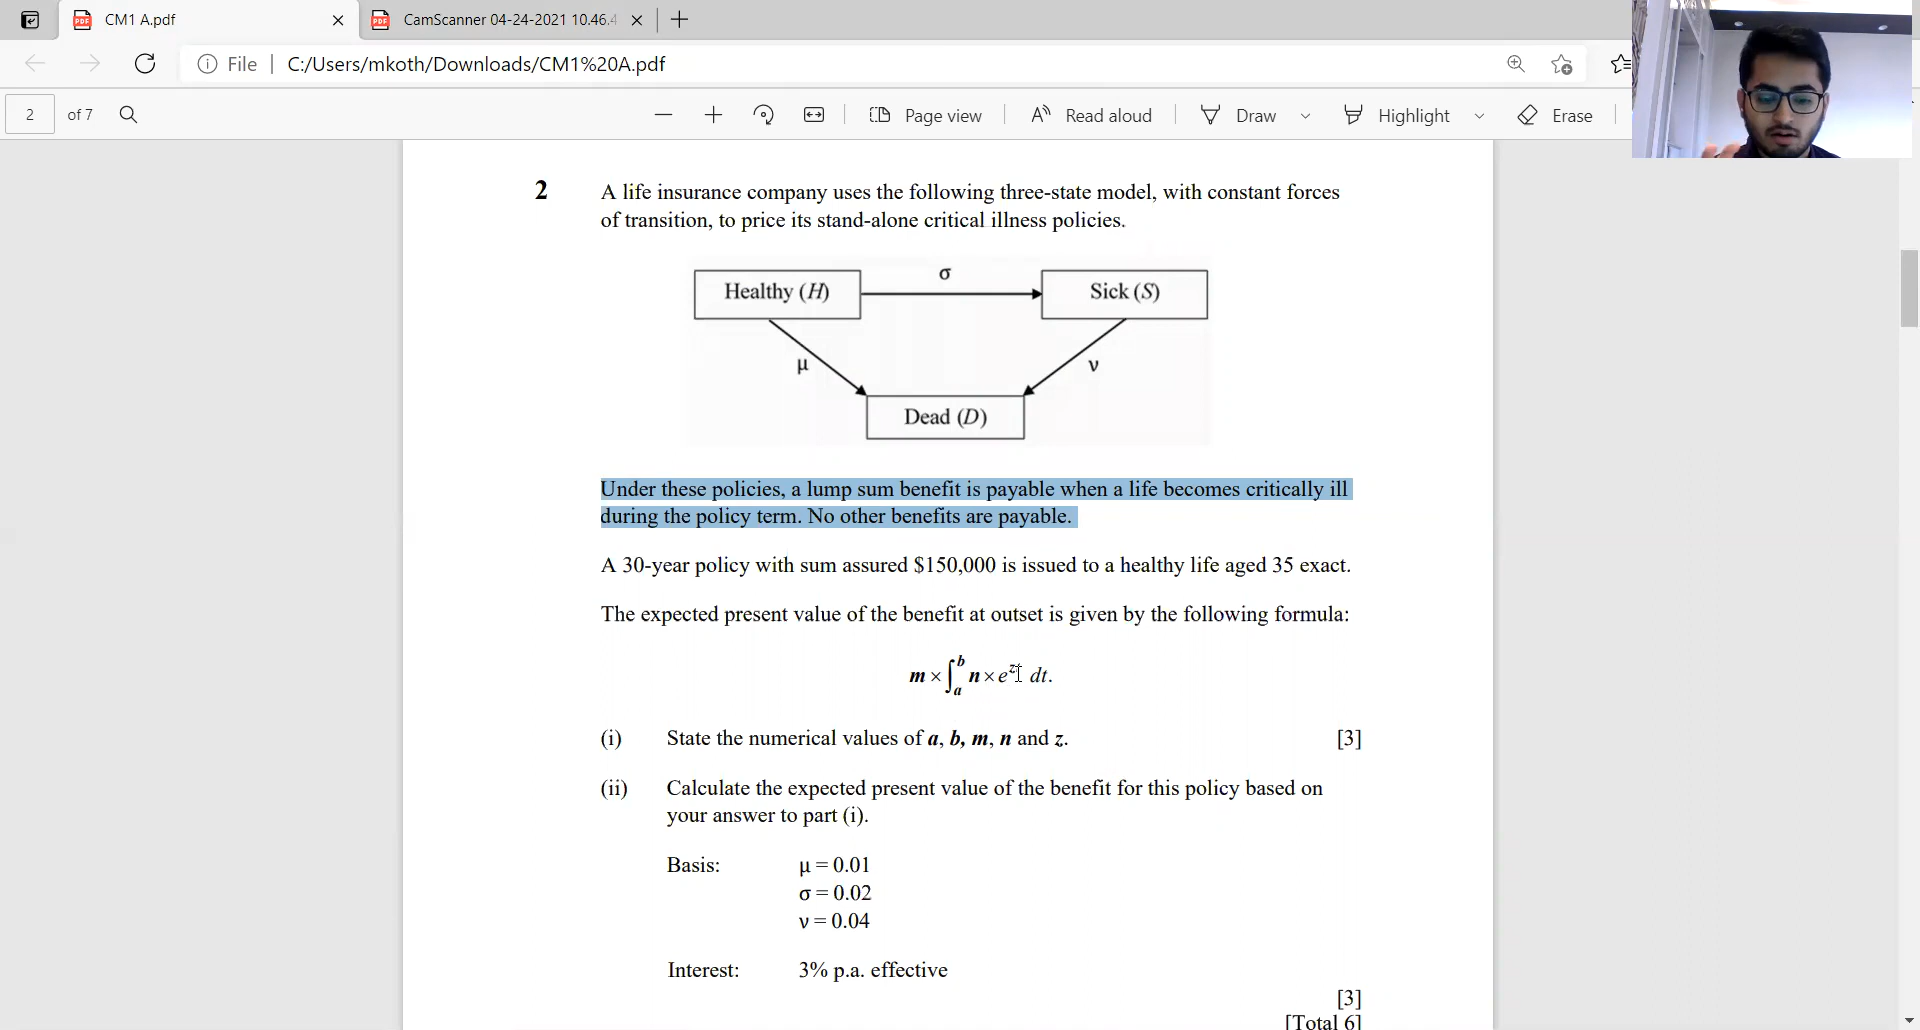 CM1 A.pdf
CamScanner 04-24-2021 10.46.4
File
C:/Users/mkoth/Downloads/CM1%20A.pdf
2 of 7
Page view
Read aloud
Draw
Highlight
Erase
2 A life insurance company uses the following three-state model, with constant forces
of transition, to price its stand-alone critical illness policies.
σ
Healthy (H)
Sick (S)
μ
ν
Dead (D)
Under these policies, a lump sum benefit is payable when a life becomes critically ill
during the policy term. No other benefits are payable.
A 30-year policy with sum assured $150,000 is issued to a healthy life aged 35 exact.
The expected present value of the benefit at outset is given by the following formula:
m × ∫_a^b n × e^{zt} dt.
(i) State the numerical values of a, b, m, n and z. [3]
(ii) Calculate the expected present value of the benefit for this policy based on
your answer to part (i).
Basis: μ = 0.01
σ = 0.02
ν = 0.04
Interest: 3% p.a. effective
[3]
[Total 6]